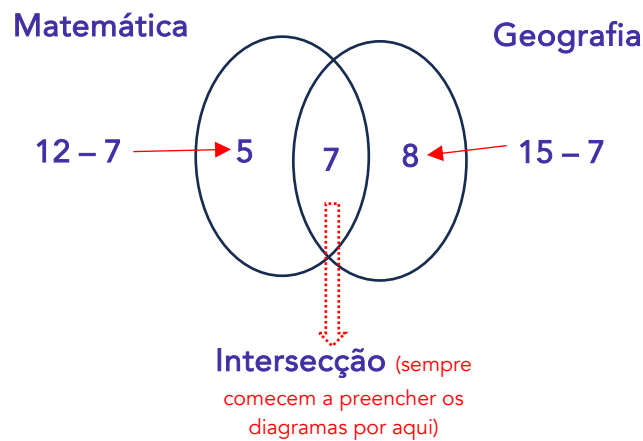 Matemática
Geografia
12 – 7
5
7
8
15 – 7
Intersecção (sempre
comecem a preencher os
diagramas por aqui)